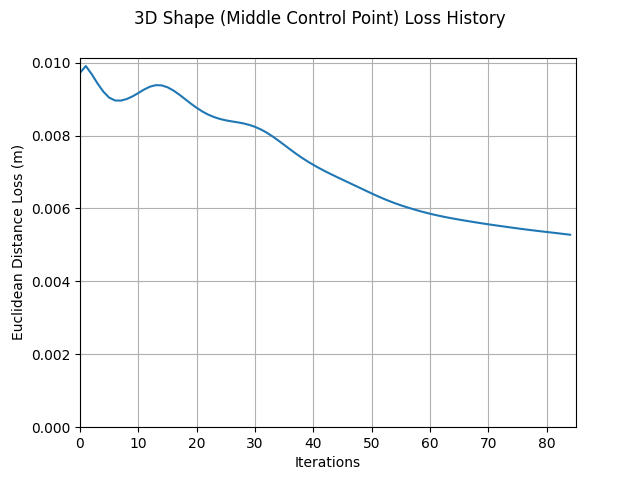 3D Shape (Middle Control Point) Loss History
0.010
0.008
0.006
0.004
0.002
0.000
Euclidean Distance Loss (m)
0 10 20 30 40 50 60 70 80
Iterations